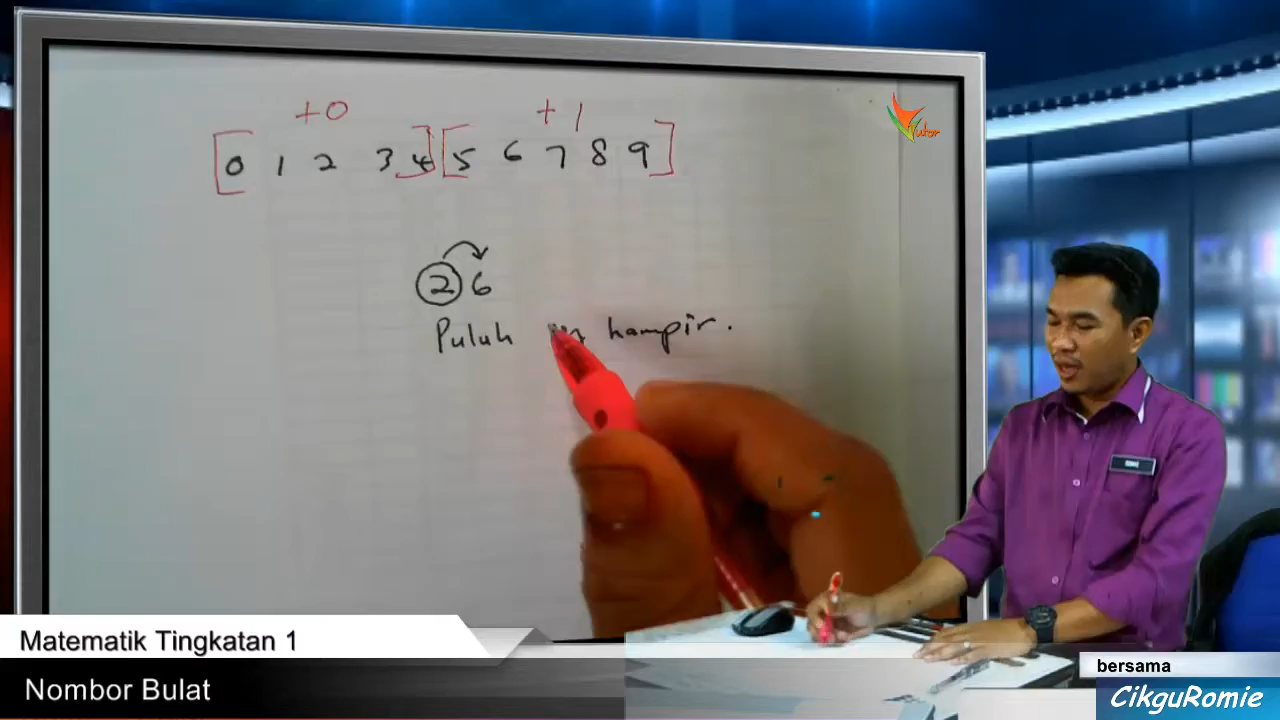 +0 +1
0 1 2 3 4 5 6 7 8 9
2 6
Puluh hampir.
Tutor
Matematik Tingkatan 1
Nombor Bulat
bersama
CikguRomie